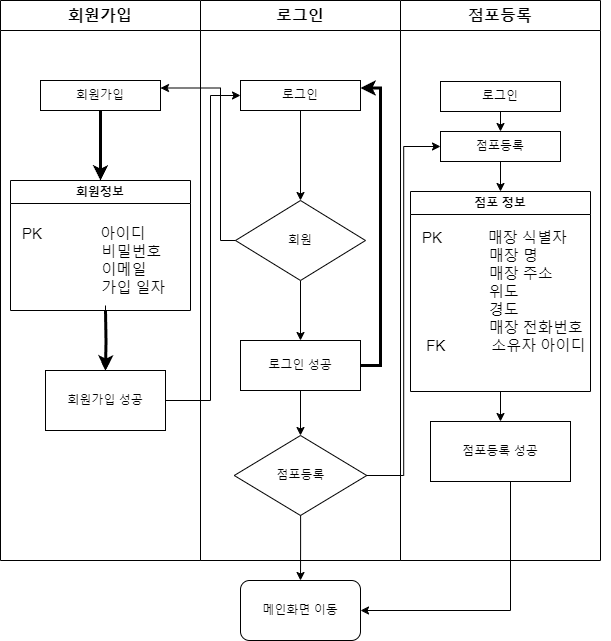 회원가입
로그인
점포등록
회원가입
회원정보
PK 아이디
비밀번호
이메일
가입 일자
회원가입 성공
로그인
회원
로그인 성공
점포등록
로그인
점포등록
점포 정보
PK 매장 식별자
매장 명
매장 주소
위도
경도
매장 전화번호
FK 소유자 아이디
점포등록 성공
메인화면 이동